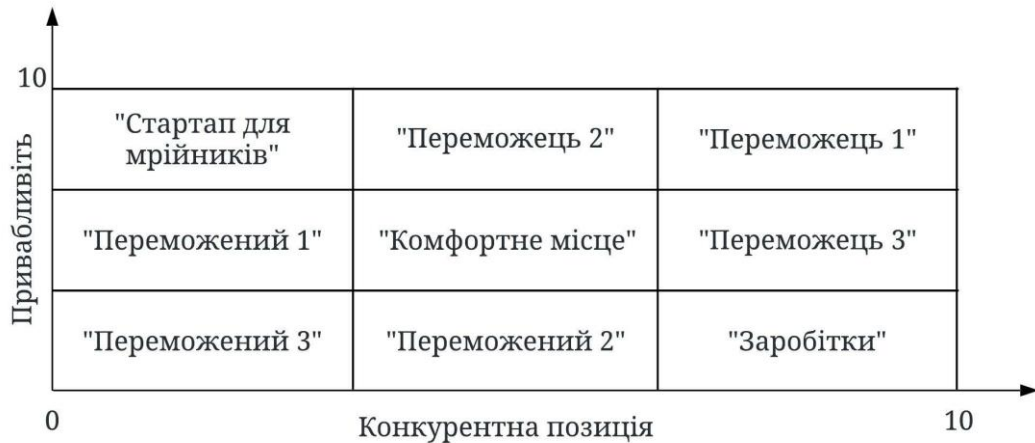 10
"Стартап для
мрійників"
"Переможець 2"
"Переможець 1"
"Переможений 1"
"Комфортне місце"
"Переможець 3"
"Переможений 3"
"Переможений 2"
"Заробітки"
Привабливіть
0
Конкурентна позиція
10